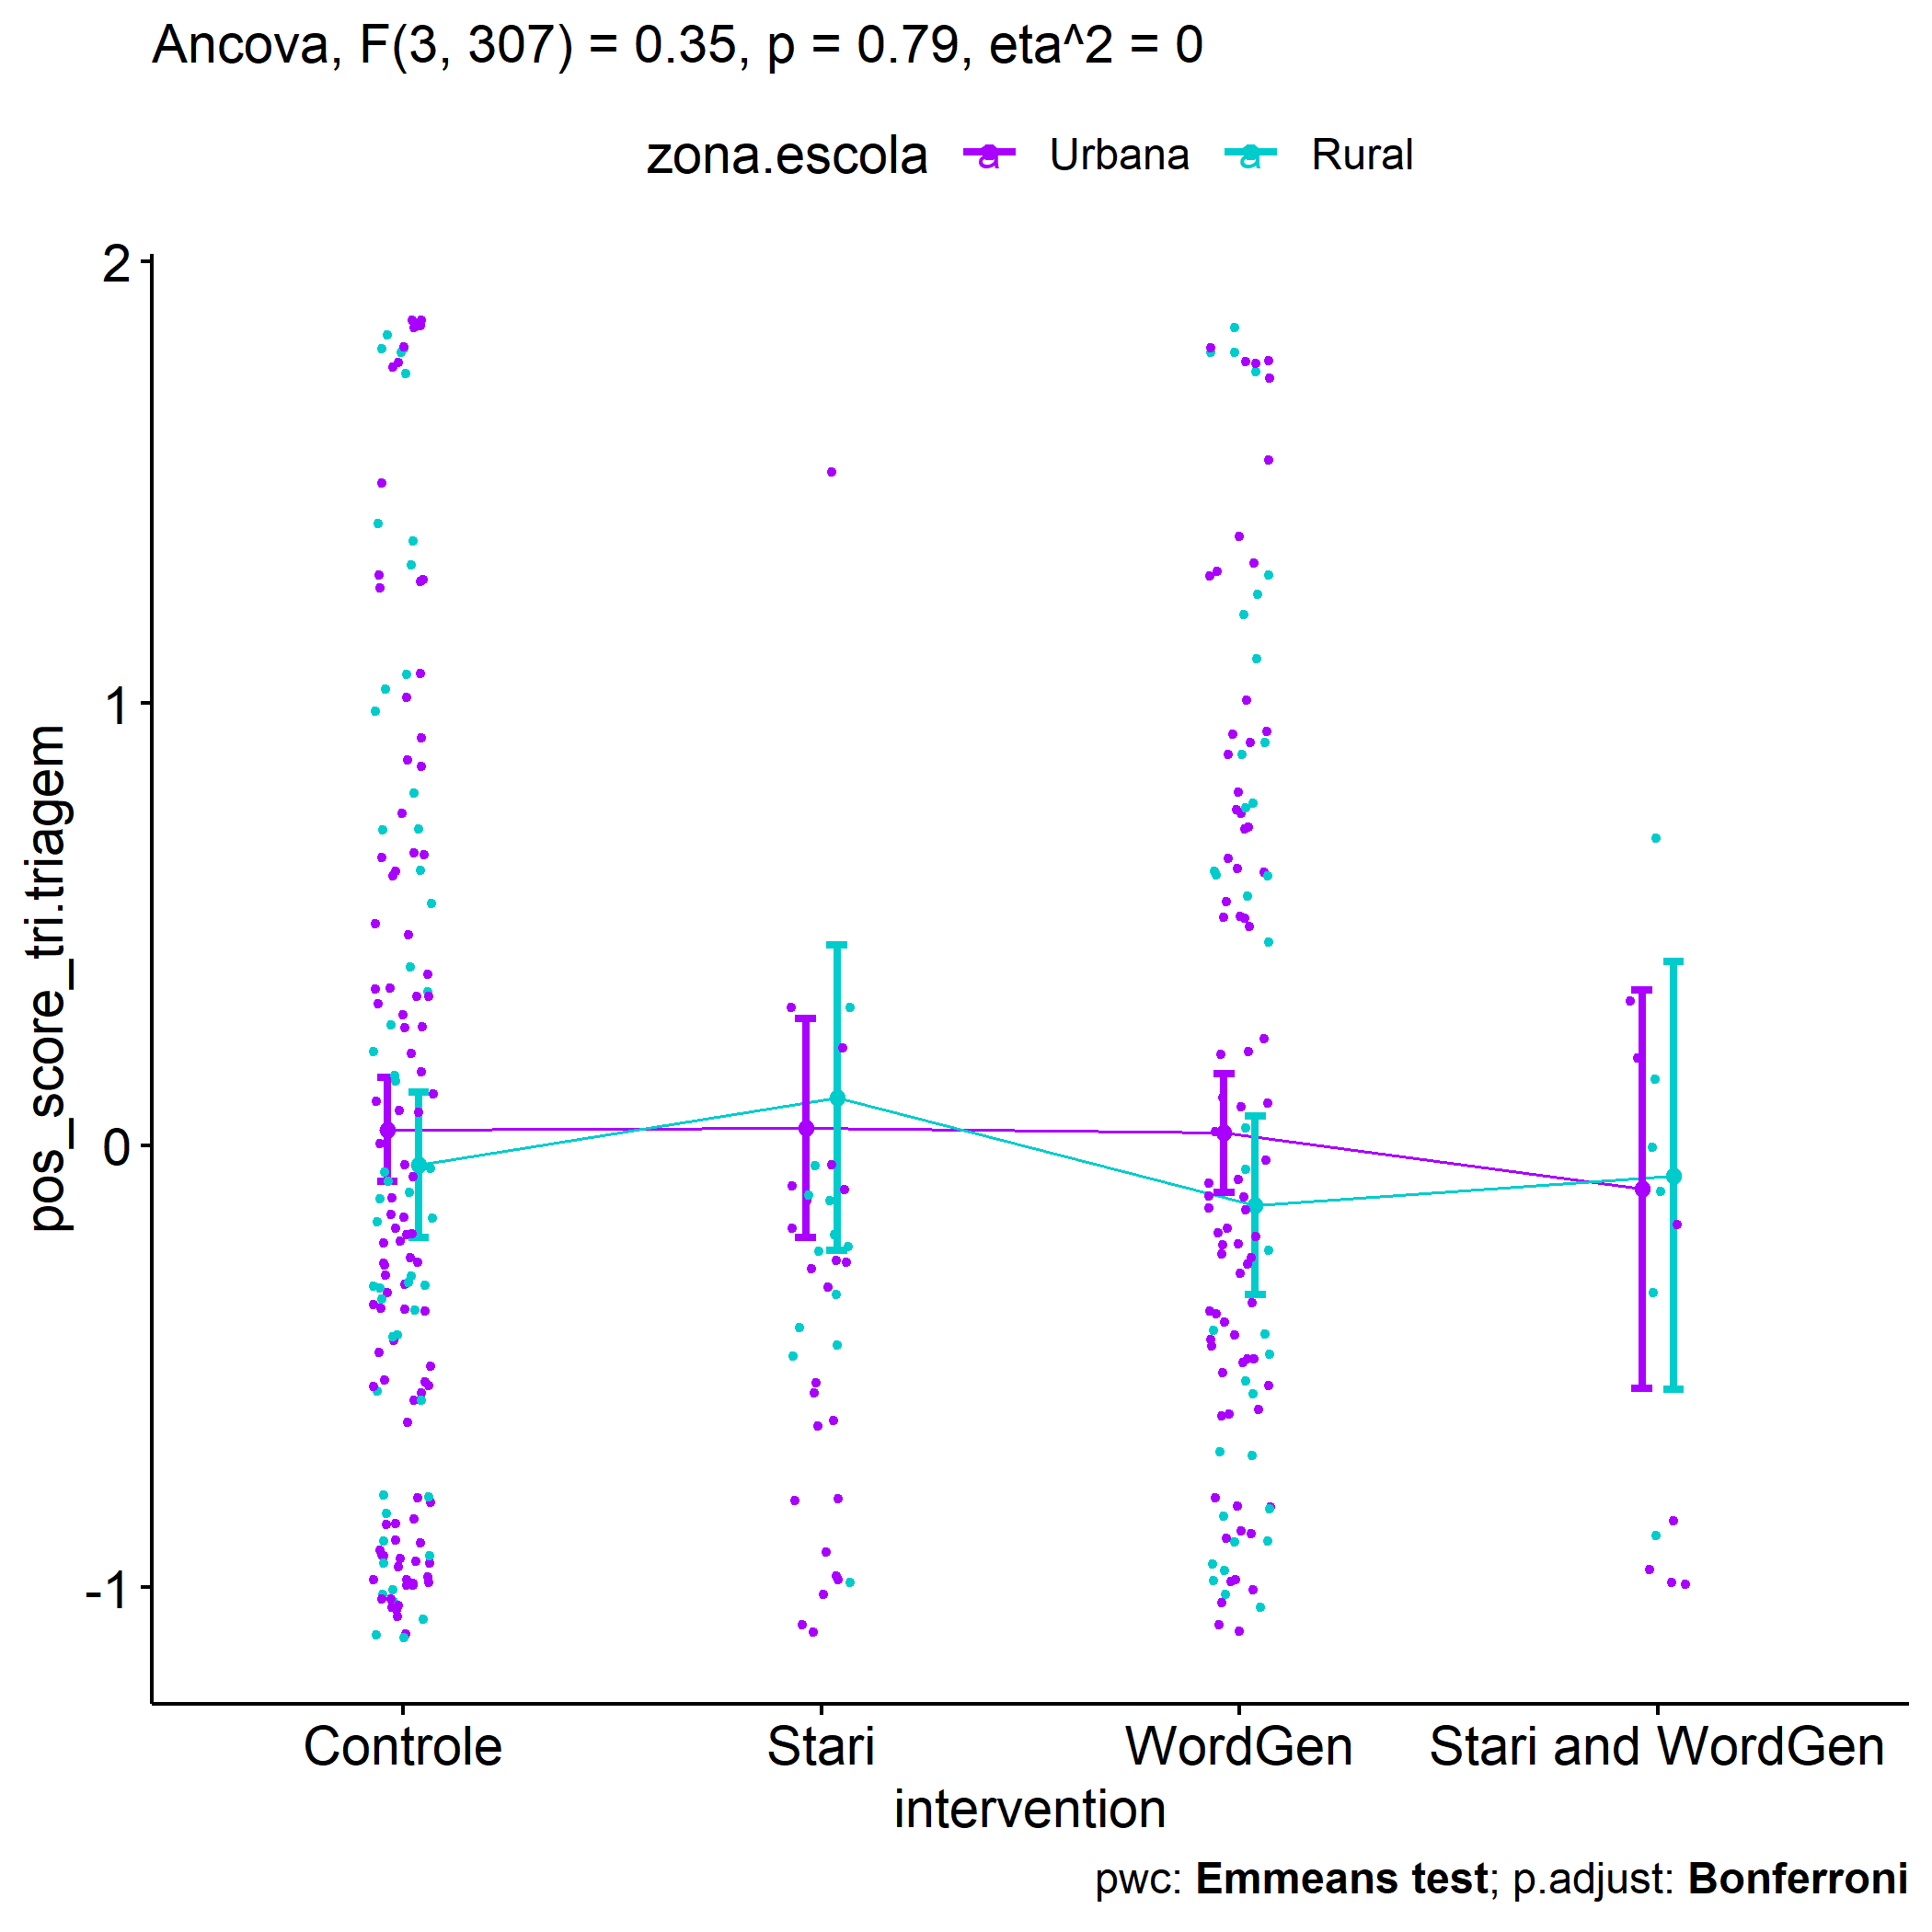 Ancova, F(3, 307) = 0.35, p = 0.79, eta^2 = 0
zona.escola a Urbana a Rural
2
1
0
-1
pos_score_tri.triagem
Controle Stari WordGen Stari and WordGen
intervention
pwc: Emmeans test; p.adjust: Bonferroni